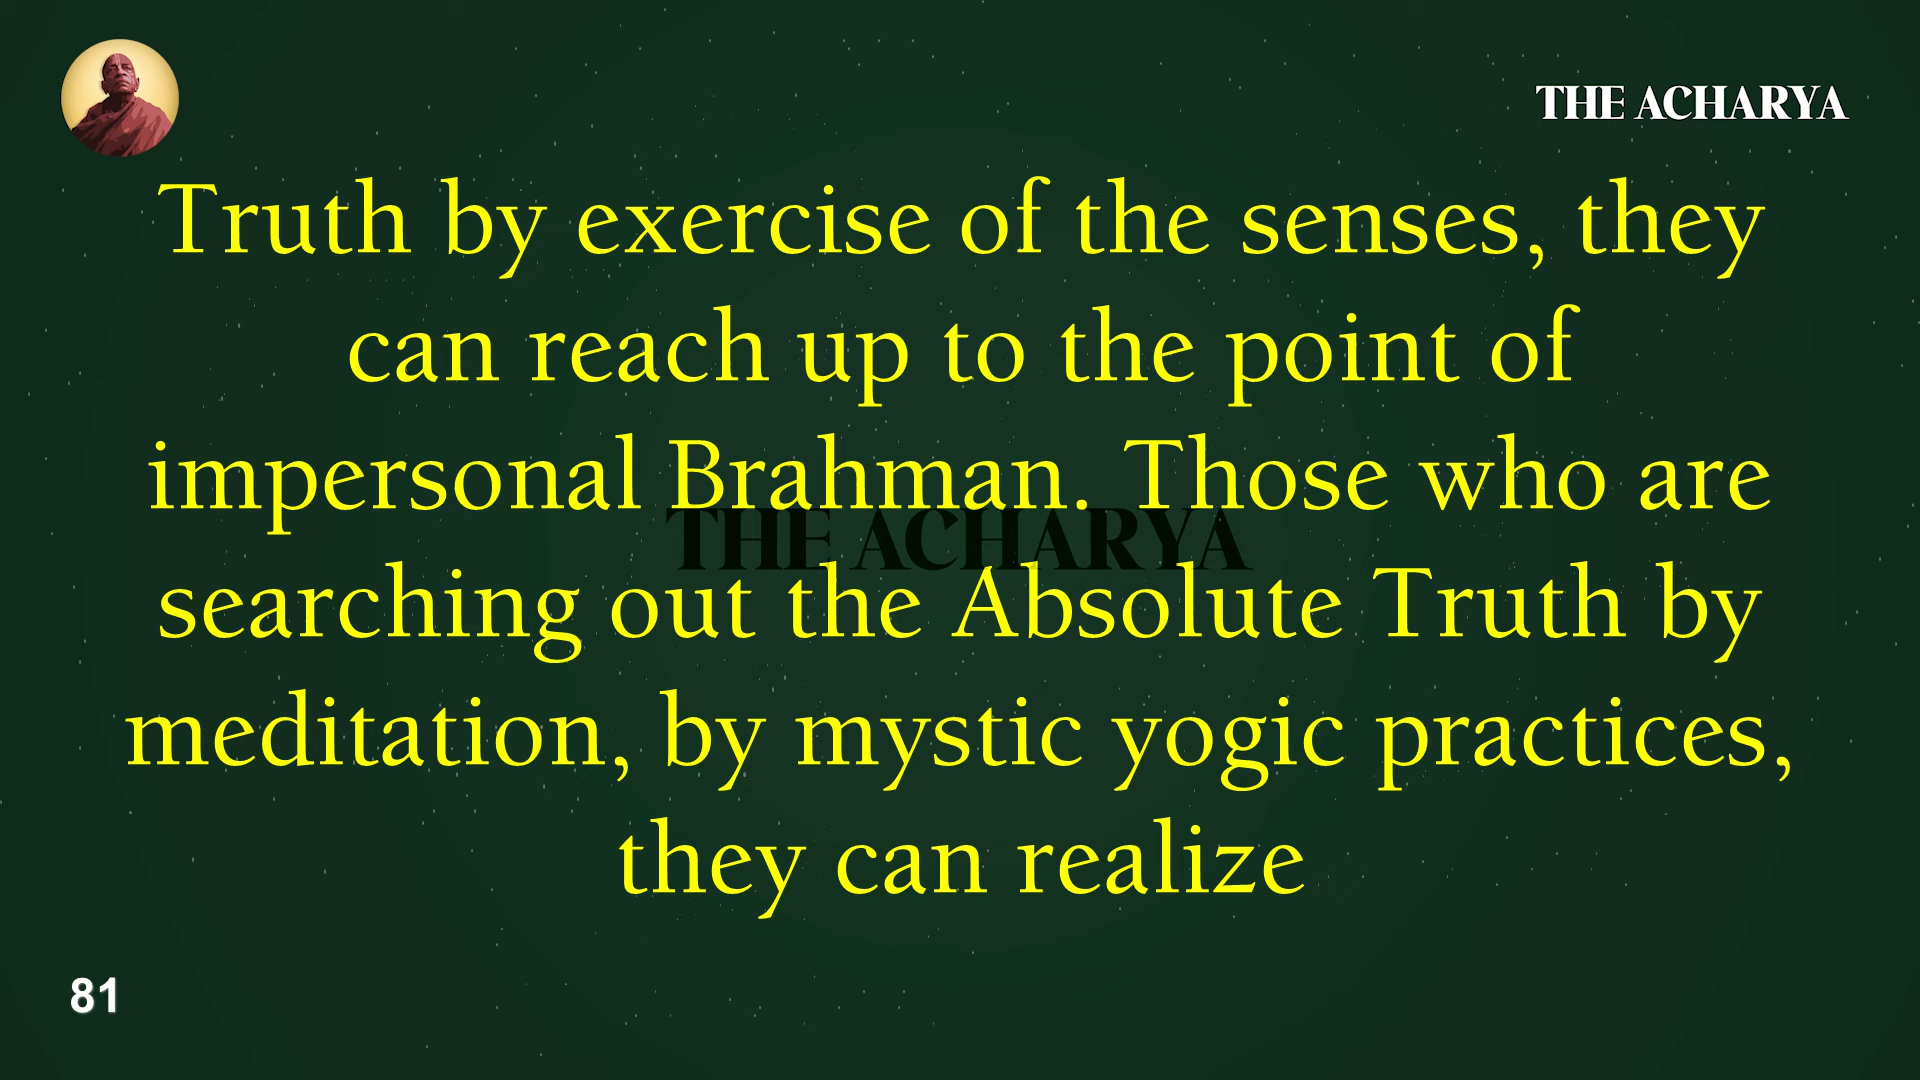 THE ACHARYA
Truth by exercise of the senses, they
can reach up to the point of
impersonal Brahman. Those who are
THE ACHARYA
searching out the Absolute Truth by
meditation, by mystic yogic practices,
they can realize
81